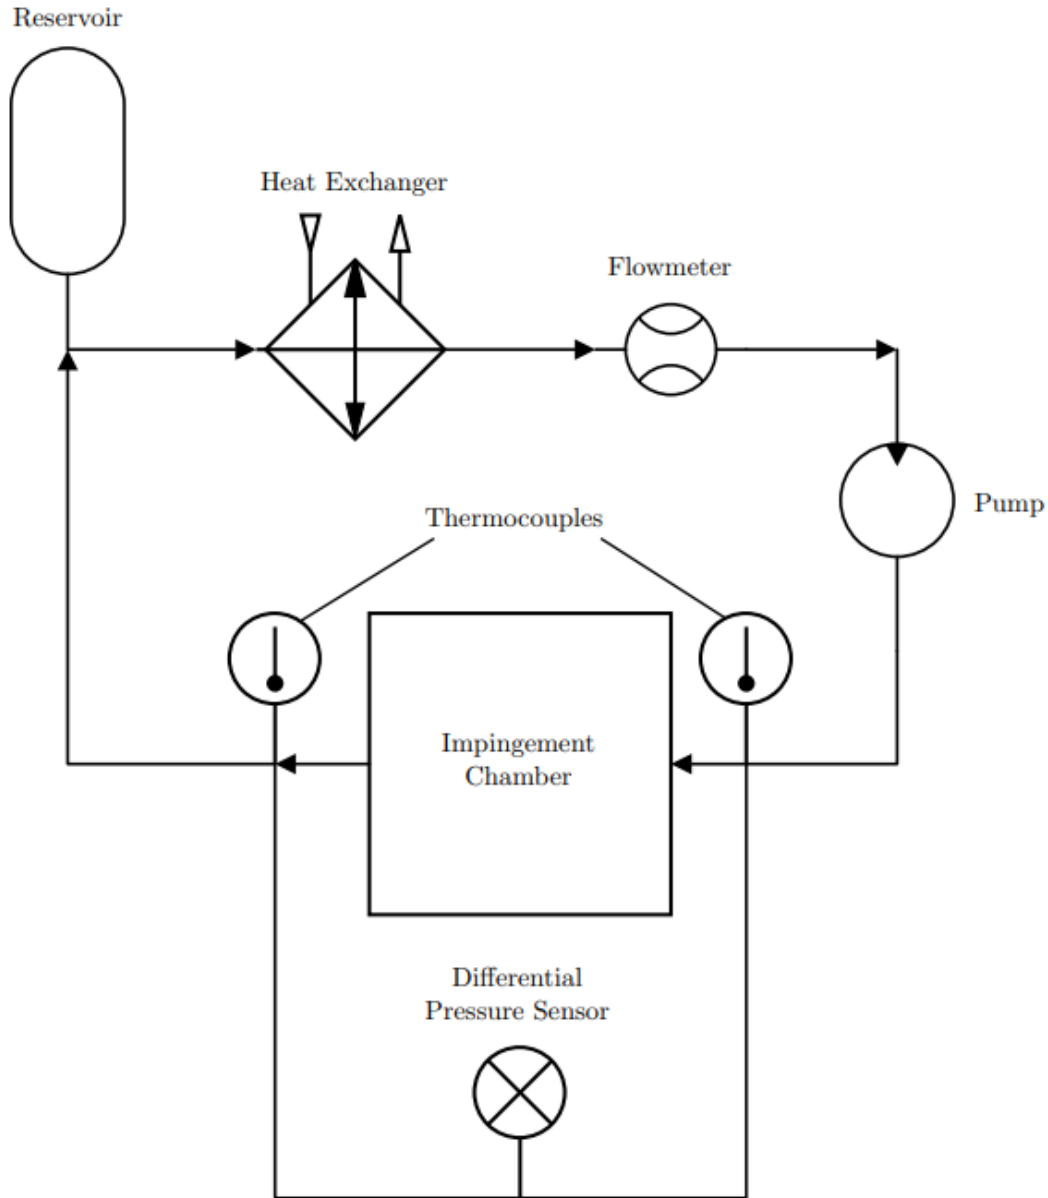 Reservoir
Heat Exchanger
Flowmeter
Pump
Thermocouples
Impingement
Chamber
Differential
Pressure Sensor